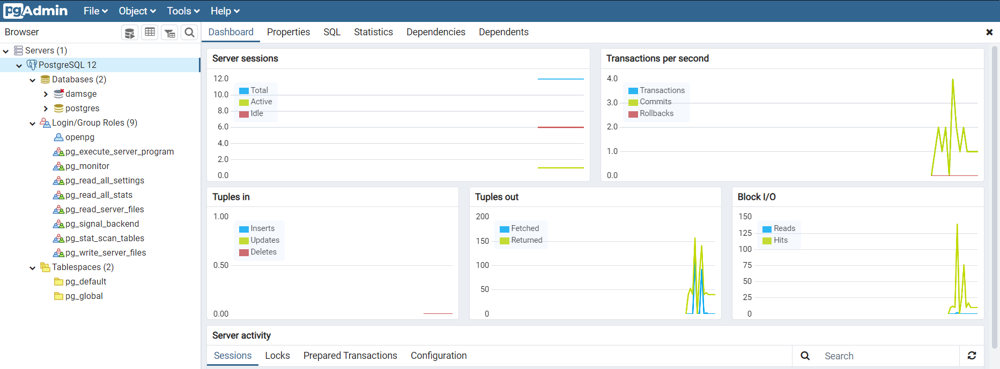 pgAdmin File Object Tools Help
Browser
Dashboard Properties SQL Statistics Dependencies Dependents
Servers (1)
PostgreSQL 12
Databases (2)
damsge
postgres
Login/Group Roles (9)
openpg
pg_execute_server_program
pg_monitor
pg_read_all_settings
pg_read_all_stats
pg_read_server_files
pg_signal_backend
pg_stat_scan_tables
pg_write_server_files
Tablespaces (2)
pg_default
pg_global
Server sessions
12.0
10.0
8.0
6.0
4.0
2.0
0.0
Total
Active
Idle
Transactions per second
4.0
3.0
2.0
1.0
0.0
Transactions
Commits
Rollbacks
Tuples in
1.00
0.50
0.00
Inserts
Updates
Deletes
Tuples out
200
150
100
50
0
Fetched
Returned
Block I/O
150
125
100
75
50
25
0
Reads
Hits
Server activity
Sessions Locks Prepared Transactions Configuration
Search